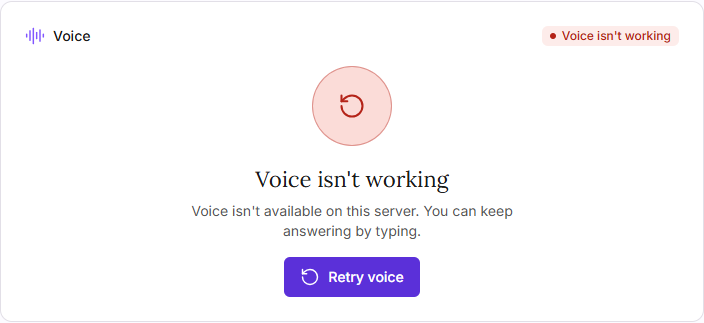 Voice
Voice isn't working
Voice isn't working
Voice isn't available on this server. You can keep
answering by typing.
Retry voice